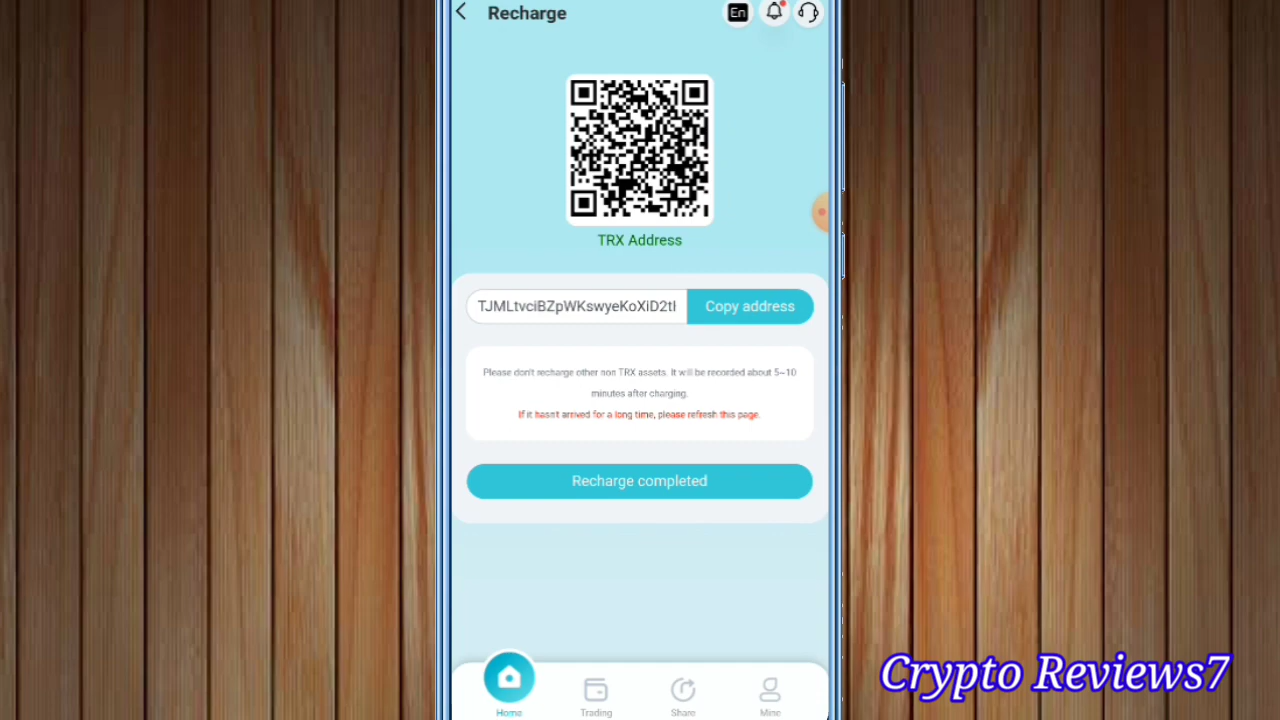 Recharge
En
TRX Address
TJMLtvciBZpWKswyeKoXiD2tI
Copy address
Please don't recharge other non TRX assets. It will be recorded about 5~10
minutes after charging.
If it hasn't arrived for a long time, please refresh this page.
Recharge completed
Home
Trading
Share
Mine
Crypto Reviews7